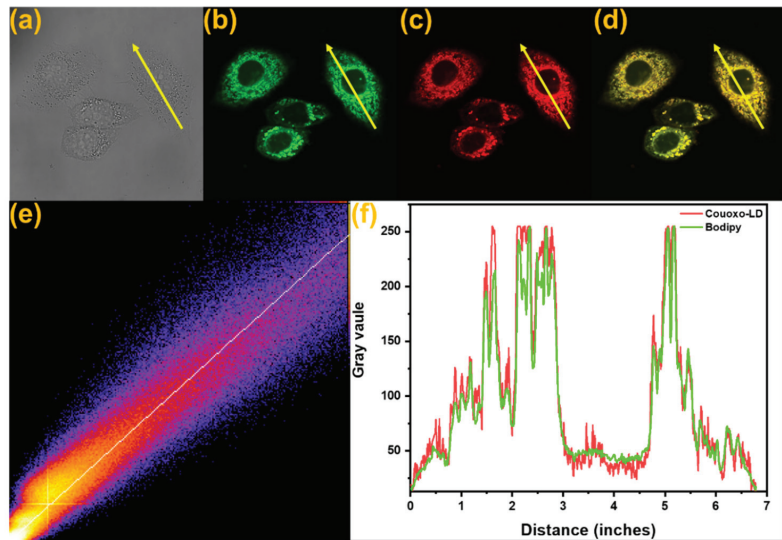 (a)
(b)
(c)
(d)
(e)
(f)
Couoxo-LD
Bodipy
250
200
150
100
50
Gray vaule
0
1
2
3
4
5
6
7
Distance (inches)